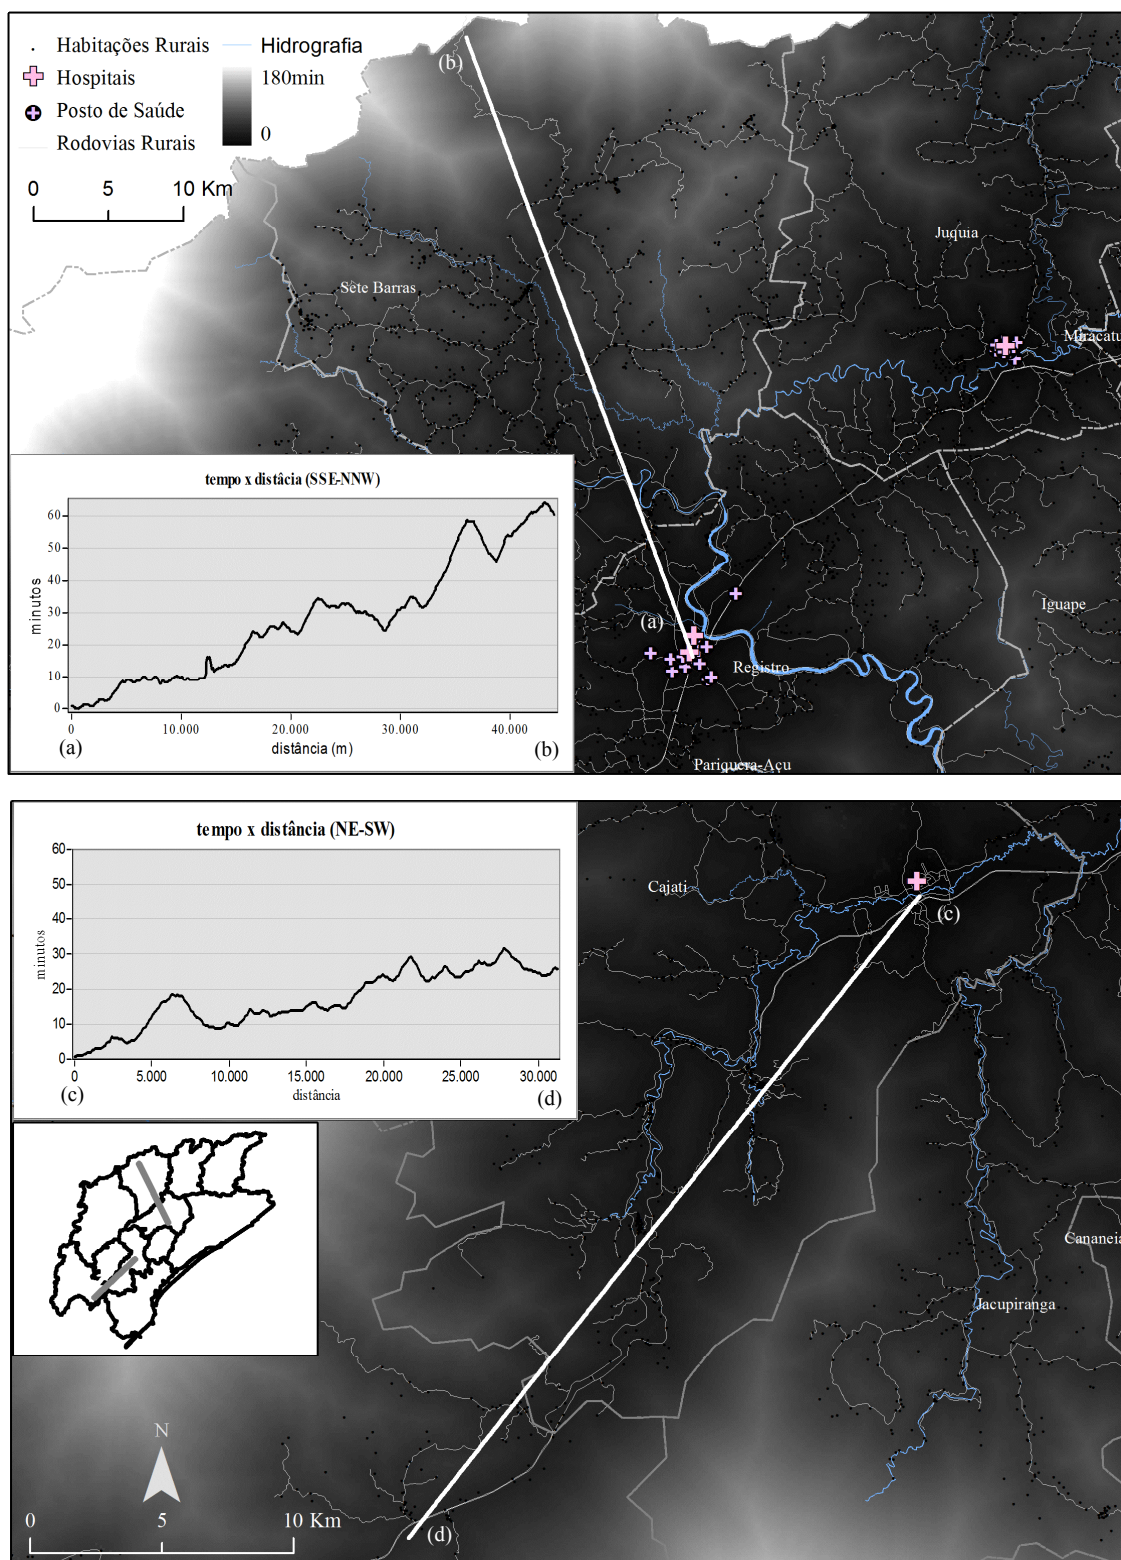 Habitações Rurais
Hospitais
Posto de Saúde
Rodovias Rurais
Hidrografia
180min
0
0 5 10 Km
(b)
Juquia
Sete Barras
Miracatu
Iguape
(a)
Registro
Pariquera-Açu
tempo x distâcia (SSE-NNW)
minutos
60
50
40
30
20
10
0
0 10.000 20.000 30.000 40.000
(a) distância (m) (b)
tempo x distância (NE-SW)
minutos
60
50
40
30
20
10
0
0 5.000 10.000 15.000 20.000 25.000 30.000
(c) distância (d)
Cajati
(c)
Cananeia
Jacupiranga
N
0 5 10 Km
(d)